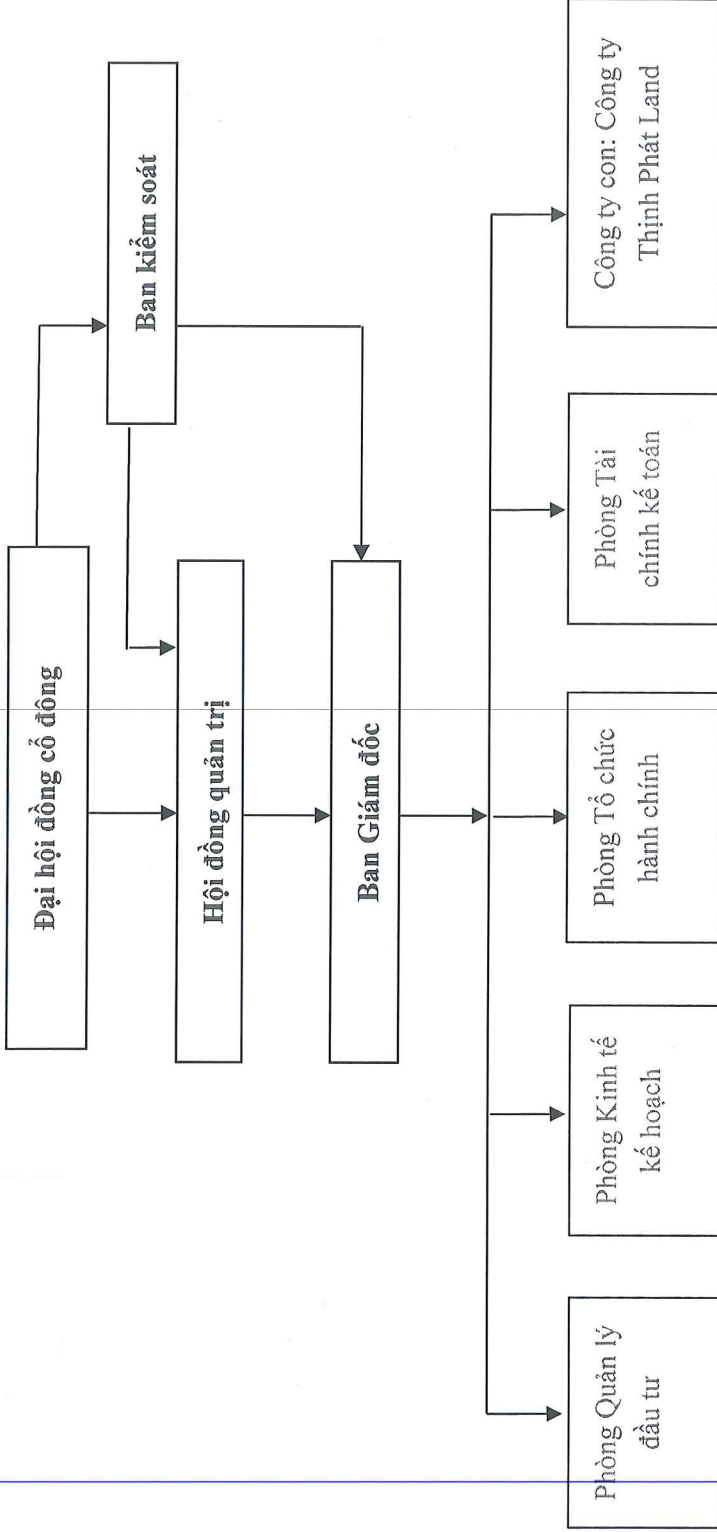 Đại hội đồng cổ đông
Ban kiểm soát
Hội đồng quản trị
Ban Giám đốc
Phòng Quản lý
đầu tư
Phòng Kinh tế
kế hoạch
Phòng Tổ chức
hành chính
Phòng Tài
chính kế toán
Công ty con: Công ty
Thịnh Phát Land